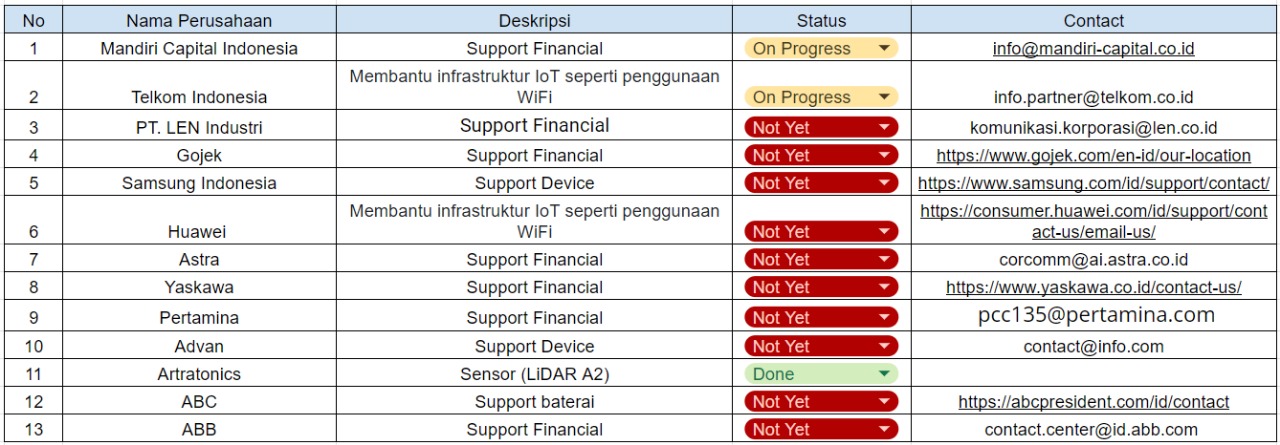 No Nama Perusahaan Deskripsi Status Contact
1 Mandiri Capital Indonesia Support Financial On Progress info@mandiri-capital.co.id
Membantu infrastruktur IoT seperti penggunaan
2 Telkom Indonesia WiFi On Progress info.partner@telkom.co.id
3 PT. LEN Industri Support Financial Not Yet komunikasi.korporasi@len.co.id
4 Gojek Support Financial Not Yet https://www.gojek.com/en-id/our-location
5 Samsung Indonesia Support Device Not Yet https://www.samsung.com/id/support/contact/
Membantu infrastruktur IoT seperti penggunaan https://consumer.huawei.com/id/support/cont
6 Huawei WiFi Not Yet act-us/email-us/
7 Astra Support Financial Not Yet corcomm@ai.astra.co.id
8 Yaskawa Support Financial Not Yet https://www.yaskawa.co.id/contact-us/
9 Pertamina Support Financial Not Yet pcc135@pertamina.com
10 Advan Support Device Not Yet contact@info.com
11 Artratonics Sensor (LiDAR A2) Done
12 ABC Support baterai Not Yet https://abcpresident.com/id/contact
13 ABB Support Financial Not Yet contact.center@id.abb.com